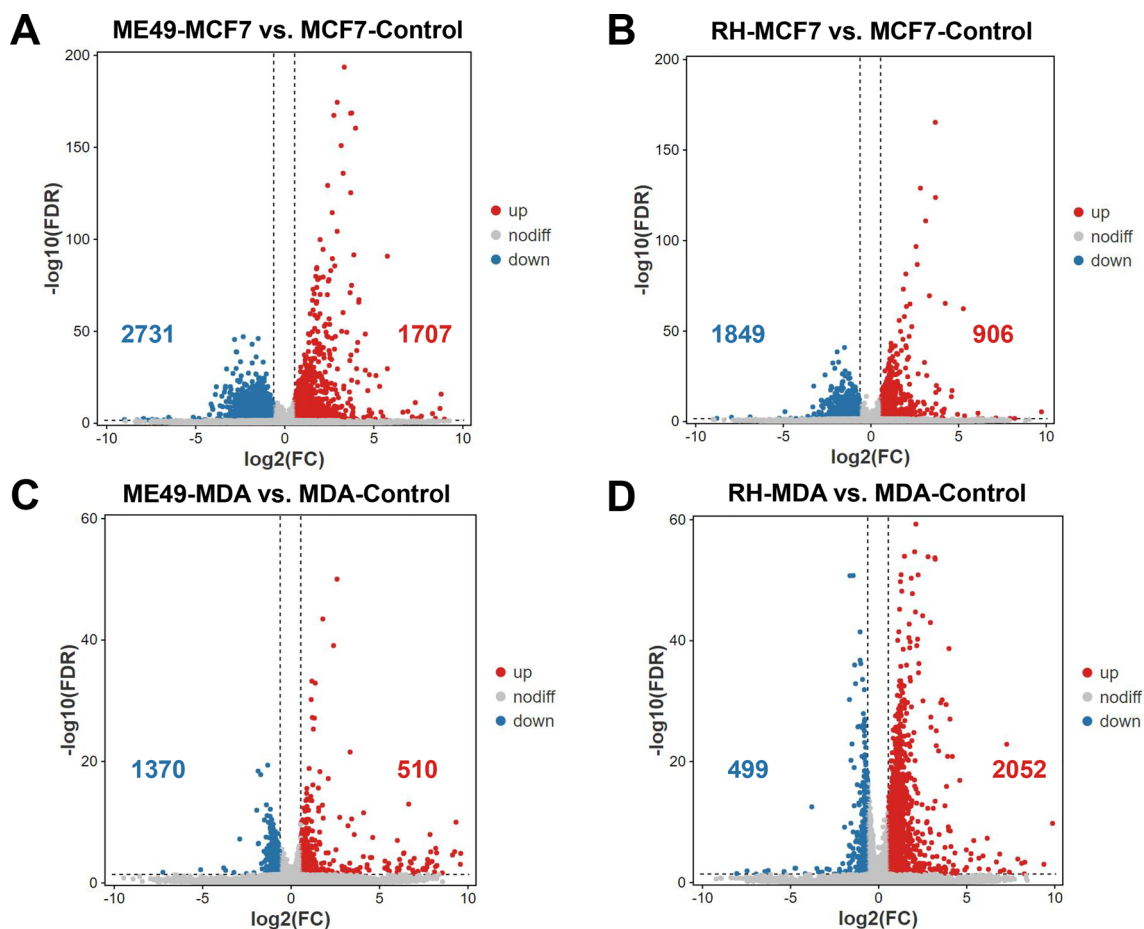 A
ME49-MCF7 vs. MCF7-Control
200
150
100
50
0
-log10(FDR)
2731
1707
-10
-5
0
5
10
log2(FC)
up
nodiff
down
B
RH-MCF7 vs. MCF7-Control
200
150
100
50
0
-log10(FDR)
1849
906
-10
-5
0
5
10
log2(FC)
up
nodiff
down
C
ME49-MDA vs. MDA-Control
60
40
20
0
-log10(FDR)
1370
510
-10
-5
0
5
10
log2(FC)
up
nodiff
down
D
RH-MDA vs. MDA-Control
60
40
20
0
-log10(FDR)
499
2052
-10
-5
0
5
10
log2(FC)
up
nodiff
down